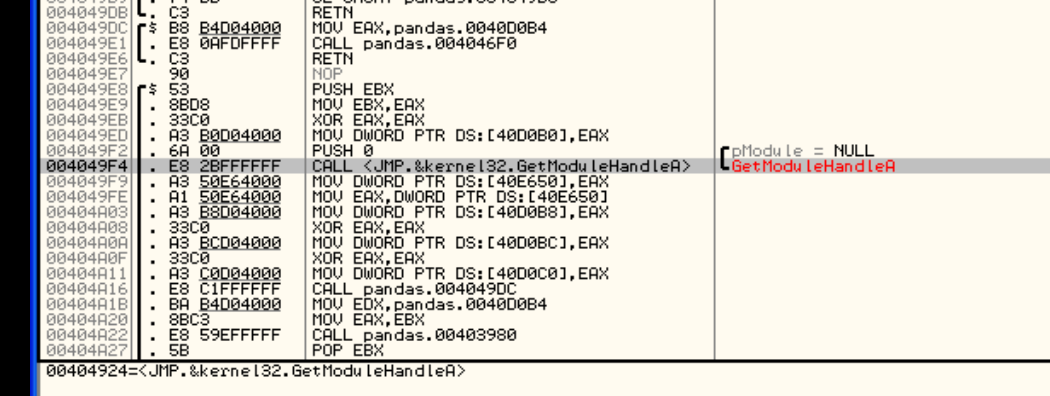 004049DB . C3 RETN
004049DC $ B8 B4D04000 MOV EAX,pandas.0040D0B4
004049E1 . E8 0AFDFFFF CALL pandas.004046F0
004049E6 . C3 RETN
004049E7 90 NOP
004049E8 $ 53 PUSH EBX
004049E9 . 8BD8 MOV EBX,EAX
004049EB . 33C0 XOR EAX,EAX
004049ED . A3 B0D04000 MOV DWORD PTR DS:[40D0B0],EAX
004049F2 . 6A 00 PUSH 0 pModule = NULL
004049F4 . E8 2BFFFFFF CALL <JMP.&kernel32.GetModuleHandleA> GetModuleHandleA
004049F9 . A3 50E64000 MOV DWORD PTR DS:[40E650],EAX
004049FE . A1 50E64000 MOV EAX,DWORD PTR DS:[40E650]
00404A03 . A3 B8D04000 MOV DWORD PTR DS:[40D0B8],EAX
00404A08 . 33C0 XOR EAX,EAX
00404A0A . A3 BCD04000 MOV DWORD PTR DS:[40D0BC],EAX
00404A0F . 33C0 XOR EAX,EAX
00404A11 . A3 C0D04000 MOV DWORD PTR DS:[40D0C0],EAX
00404A16 . E8 C1FFFFFF CALL pandas.004049DC
00404A1B . BA B4D04000 MOV EDX,pandas.0040D0B4
00404A20 . 8BC3 MOV EAX,EBX
00404A22 . E8 59EFFFFF CALL pandas.00403980
00404A27 . 5B POP EBX
00404924=<JMP.&kernel32.GetModuleHandleA>